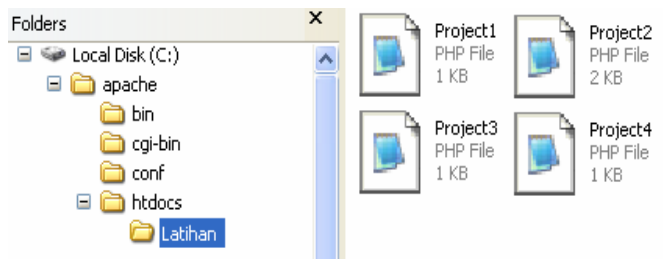 Folders
Local Disk (C:)
apache
bin
cgi-bin
conf
htdocs
Latihan
Project1
PHP File
1 KB
Project2
PHP File
2 KB
Project3
PHP File
1 KB
Project4
PHP File
1 KB